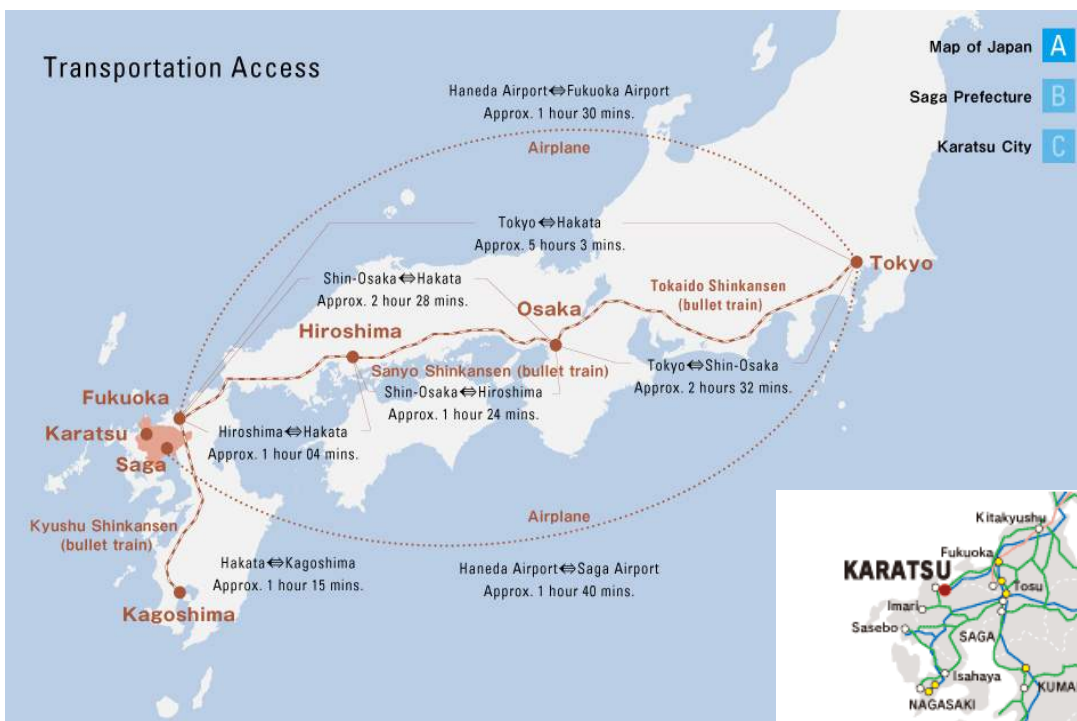 Transportation Access
Map of Japan A
Saga Prefecture B
Karatsu City C
Haneda Airport⇔Fukuoka Airport
Approx. 1 hour 30 mins.
Airplane
Tokyo⇔Hakata
Approx. 5 hours 3 mins.
Tokyo
Shin-Osaka⇔Hakata
Approx. 2 hour 28 mins.
Tokaido Shinkansen
(bullet train)
Osaka
Hiroshima
Sanyo Shinkansen (bullet train)
Tokyo⇔Shin-Osaka
Approx. 2 hours 32 mins.
Shin-Osaka⇔Hiroshima
Approx. 1 hour 24 mins.
Fukuoka
Karatsu
Saga
Hiroshima⇔Hakata
Approx. 1 hour 04 mins.
Kyushu Shinkansen
(bullet train)
Airplane
Hakata⇔Kagoshima
Approx. 1 hour 15 mins.
Haneda Airport⇔Saga Airport
Approx. 1 hour 40 mins.
Kagoshima
Kitakyushu
Fukuoka
KARATSU
Tosu
Imari
Sasebo
SAGA
Isahaya
KUMA
NAGASAKI